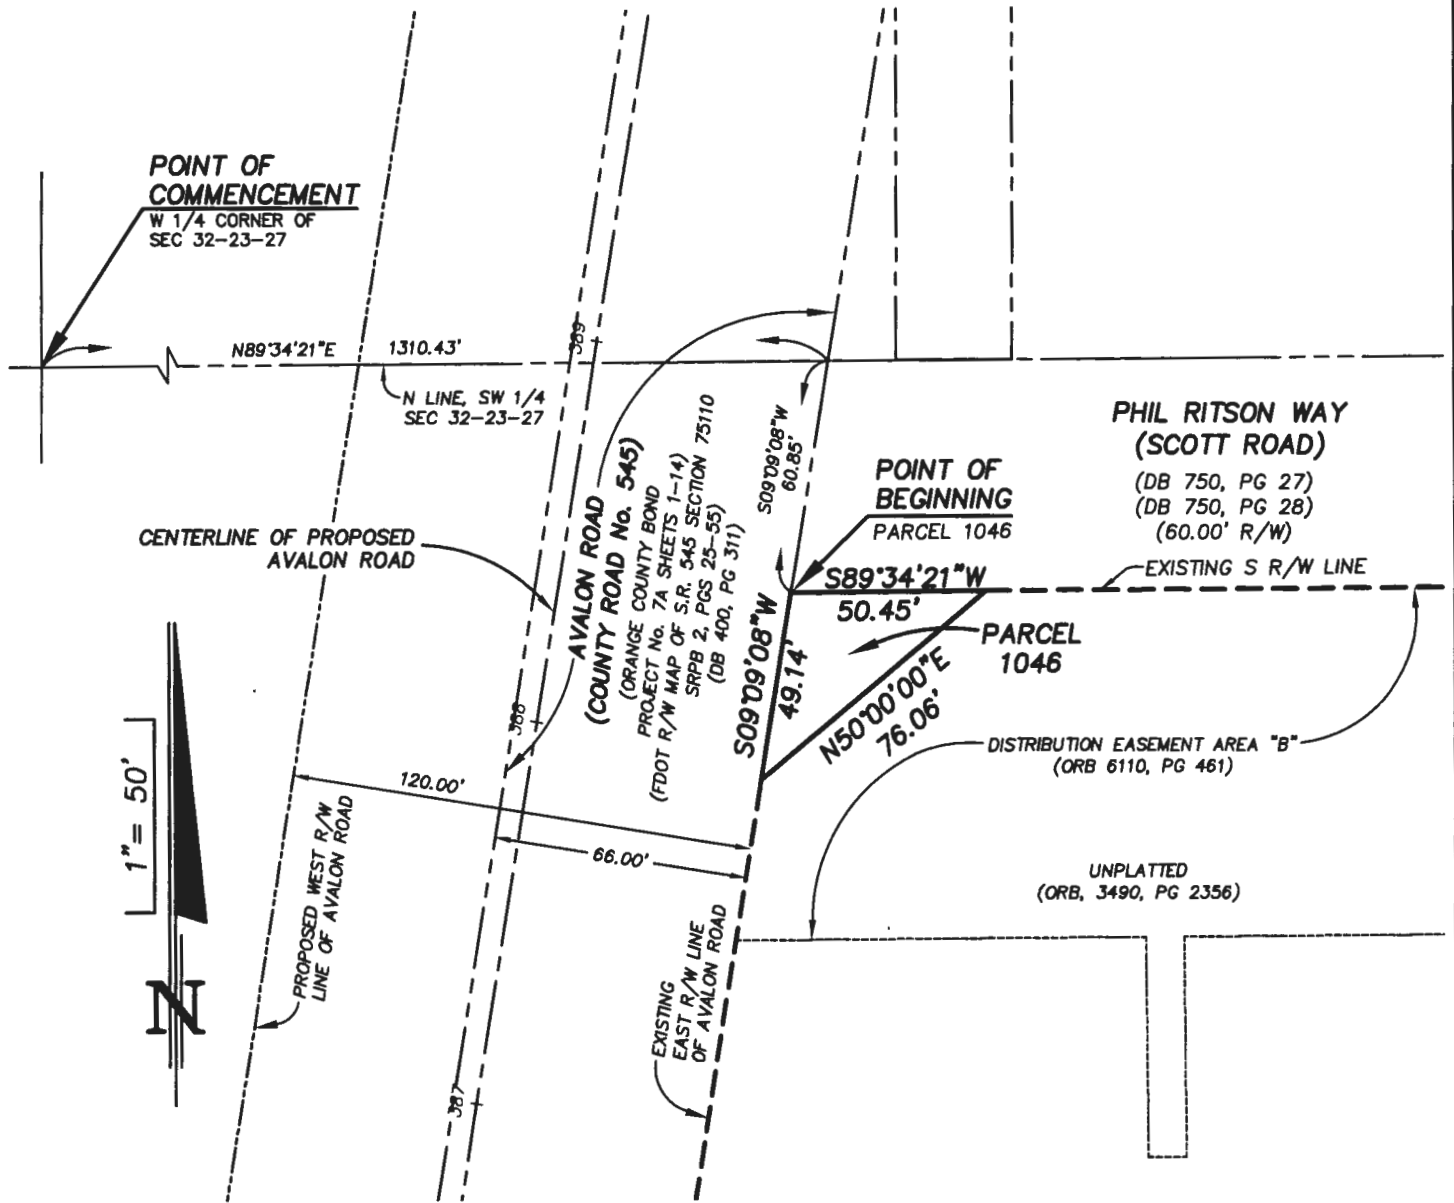 POINT OF
COMMENCEMENT
W 1/4 CORNER OF
SEC 32-23-27
N89°34'21"E 1310.43'
N LINE, SW 1/4
SEC 32-23-27
389
S09°09'08"W
60.85'
PHIL RITSON WAY
(SCOTT ROAD)
(DB 750, PG 27)
(DB 750, PG 28)
(60.00' R/W)
EXISTING S R/W LINE
POINT OF
BEGINNING
PARCEL 1046
CENTERLINE OF PROPOSED
AVALON ROAD
AVALON ROAD
(COUNTY ROAD No. 545)
(ORANGE COUNTY BOND
PROJECT No. 7A SHEETS 1-14)
(FDOT R/W MAP OF S.R. 545 SECTION 75110
SRPB 2, PGS 25-55)
(DB 400, PG 311)
S89°34'21"W
50.45'
S09°09'08"W
49.14'
N50°00'00"E
76.06'
PARCEL
1046
388
DISTRIBUTION EASEMENT AREA "B"
(ORB 6110, PG 461)
1"= 50'
120.00'
66.00'
UNPLATTED
(ORB, 3490, PG 2356)
PROPOSED WEST R/W
LINE OF AVALON ROAD
EXISTING
EAST R/W LINE
OF AVALON ROAD
N
387